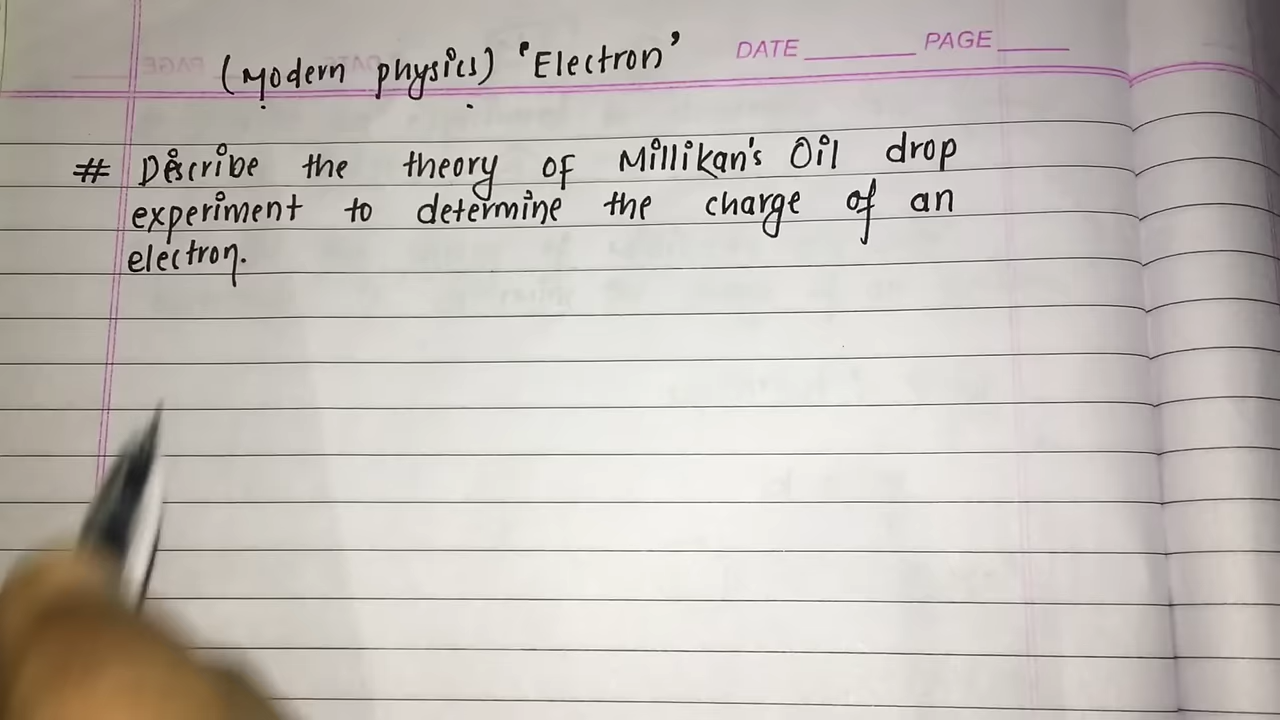 (Modern physics) 'Electron' DATE PAGE
# Describe the theory of Millikan's Oil drop
experiment to determine the charge of an
electron.